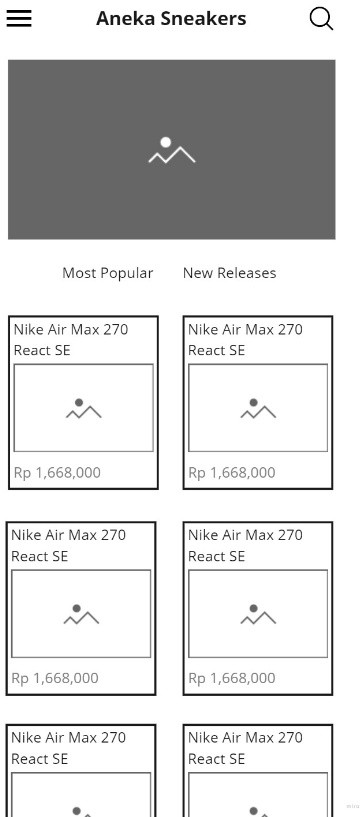 Aneka Sneakers
Most Popular
New Releases
Nike Air Max 270
React SE
Rp 1,668,000
Nike Air Max 270
React SE
Rp 1,668,000
Nike Air Max 270
React SE
Rp 1,668,000
Nike Air Max 270
React SE
Rp 1,668,000
Nike Air Max 270
React SE
Nike Air Max 270
React SE